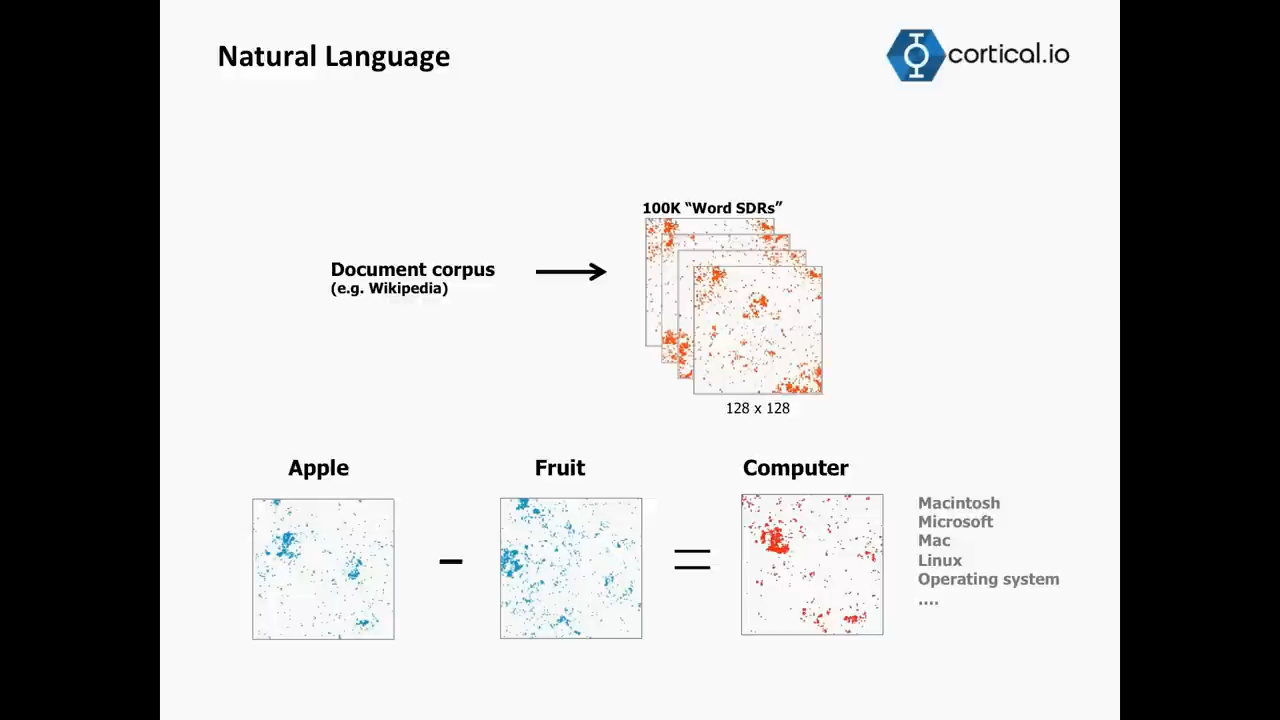 Natural Language
cortical.io
100K “Word SDRs”
Document corpus
(e.g. Wikipedia)
128 x 128
Apple
Fruit
Computer
–
=
Macintosh
Microsoft
Mac
Linux
Operating system
....